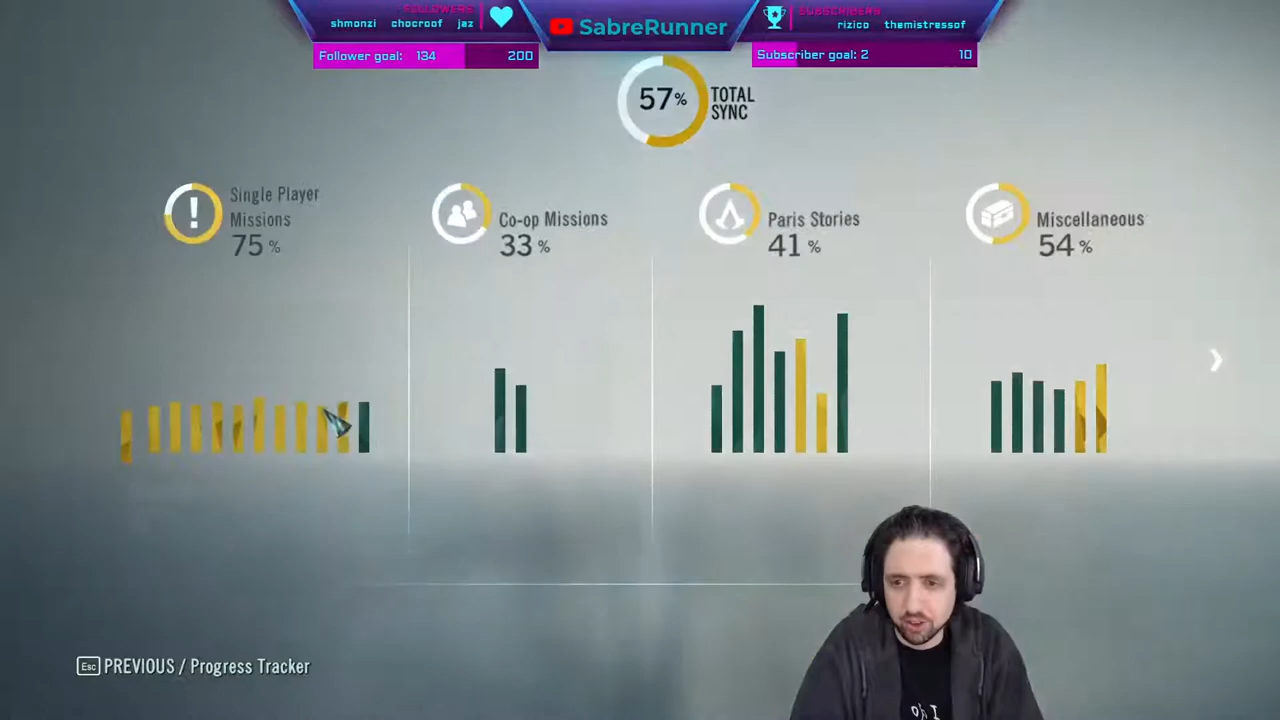 FOLLOWERS
shmonzi chocroof jaz
Follower goal: 134 200
SabreRunner
SUBSCRIBERS
rizico themistressof
Subscriber goal: 2 10
57% TOTAL
SYNC
Single Player
Missions
75 %
Co-op Missions
33 %
Paris Stories
41 %
Miscellaneous
54 %
Esc PREVIOUS / Progress Tracker
I do